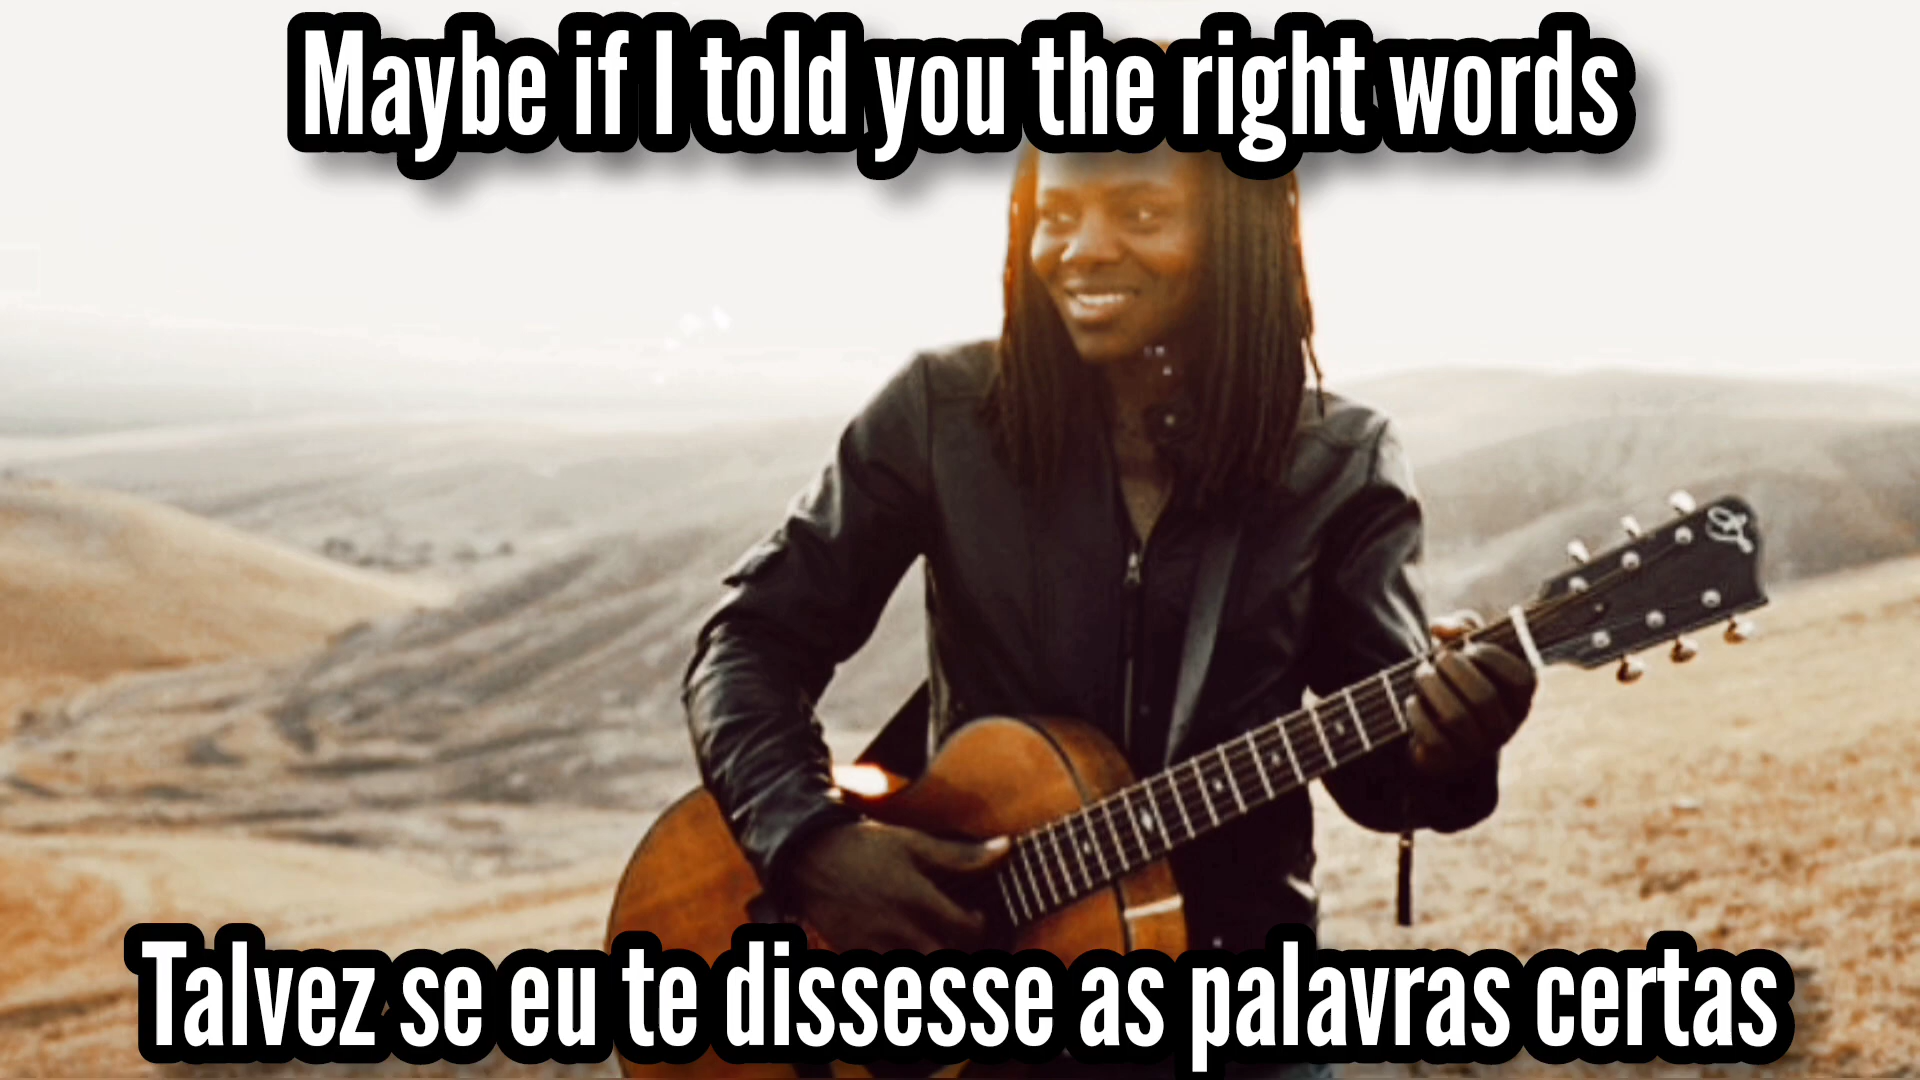 Maybe if I told you the right words
Talvez se eu te dissesse as palavras certas